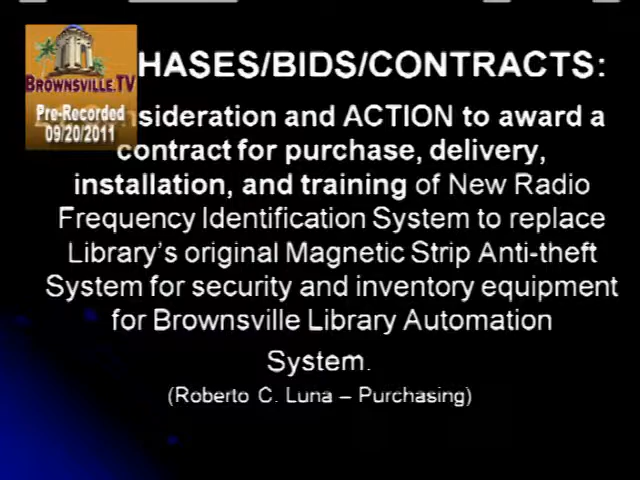 BROWNSVILLE.TV
Pre-Recorded
09/20/2011
HASES/BIDS/CONTRACTS:
nsideration and ACTION to award a
contract for purchase, delivery,
installation, and training of New Radio
Frequency Identification System to replace
Library's original Magnetic Strip Anti-theft
System for security and inventory equipment
for Brownsville Library Automation
System.
(Roberto C. Luna – Purchasing)